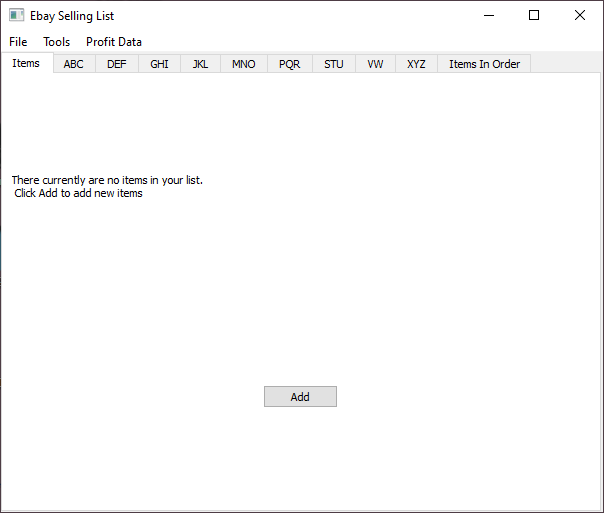 Ebay Selling List
File Tools Profit Data
Items ABC DEF GHI JKL MNO PQR STU VW XYZ Items In Order
There currently are no items in your list.
Click Add to add new items
Add